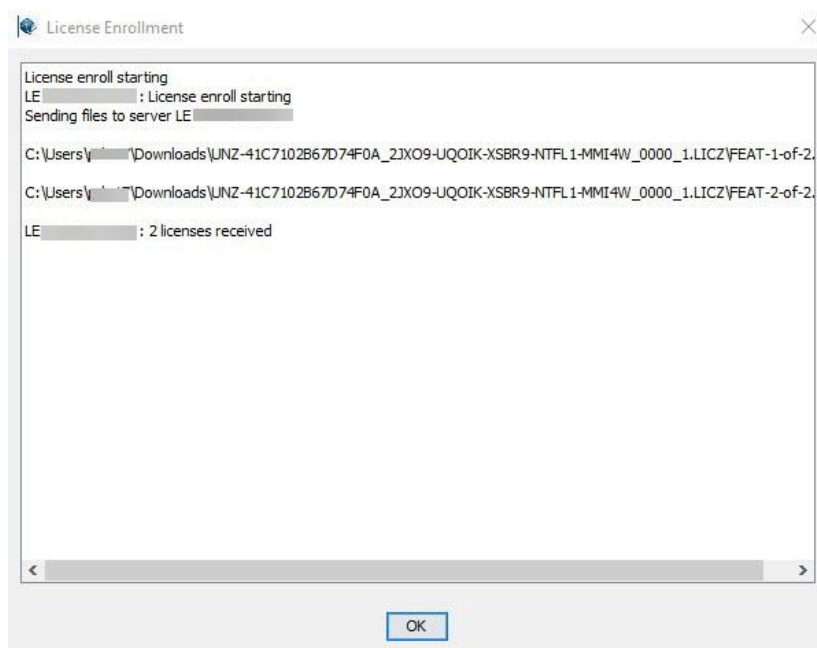 License Enrollment
License enroll starting
LE : License enroll starting
Sending files to server LE
C:\Users\ \Downloads\UNZ-41C7102B67D74F0A_2JXO9-UQOIK-XSBR9-NTFL1-MMI4W_0000_1.LICZ\FEAT-1-of-2.
C:\Users\ \Downloads\UNZ-41C7102B67D74F0A_2JXO9-UQOIK-XSBR9-NTFL1-MMI4W_0000_1.LICZ\FEAT-2-of-2.
LE : 2 licenses received
OK